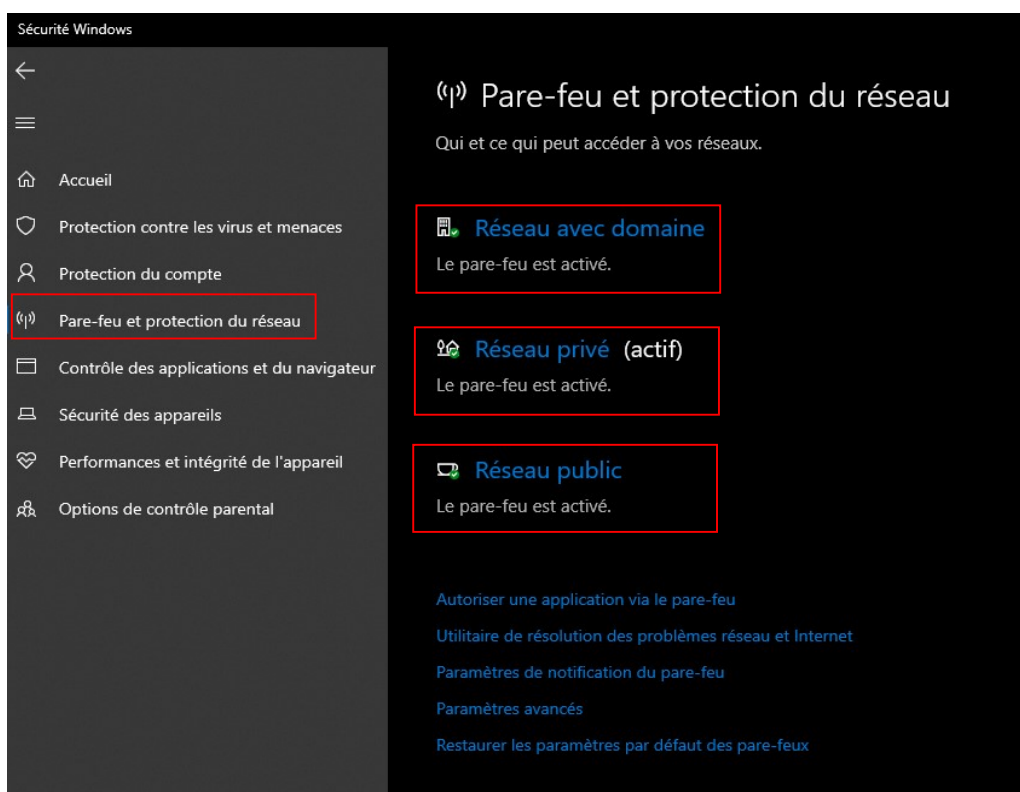 Sécurité Windows
Accueil
Protection contre les virus et menaces
Protection du compte
Pare-feu et protection du réseau
Contrôle des applications et du navigateur
Sécurité des appareils
Performances et intégrité de l'appareil
Options de contrôle parental
Pare-feu et protection du réseau
Qui et ce qui peut accéder à vos réseaux.
Réseau avec domaine
Le pare-feu est activé.
Réseau privé (actif)
Le pare-feu est activé.
Réseau public
Le pare-feu est activé.
Autoriser une application via le pare-feu
Utilitaire de résolution des problèmes réseau et Internet
Paramètres de notification du pare-feu
Paramètres avancés
Restaurer les paramètres par défaut des pare-feux